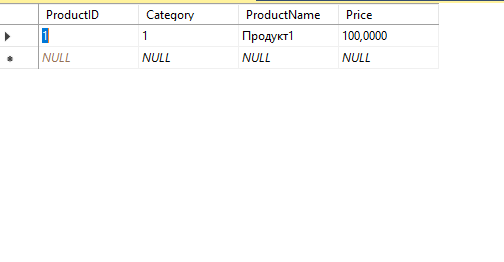 ProductID Category ProductName Price
1 1 Продукт1 100,0000
NULL NULL NULL NULL